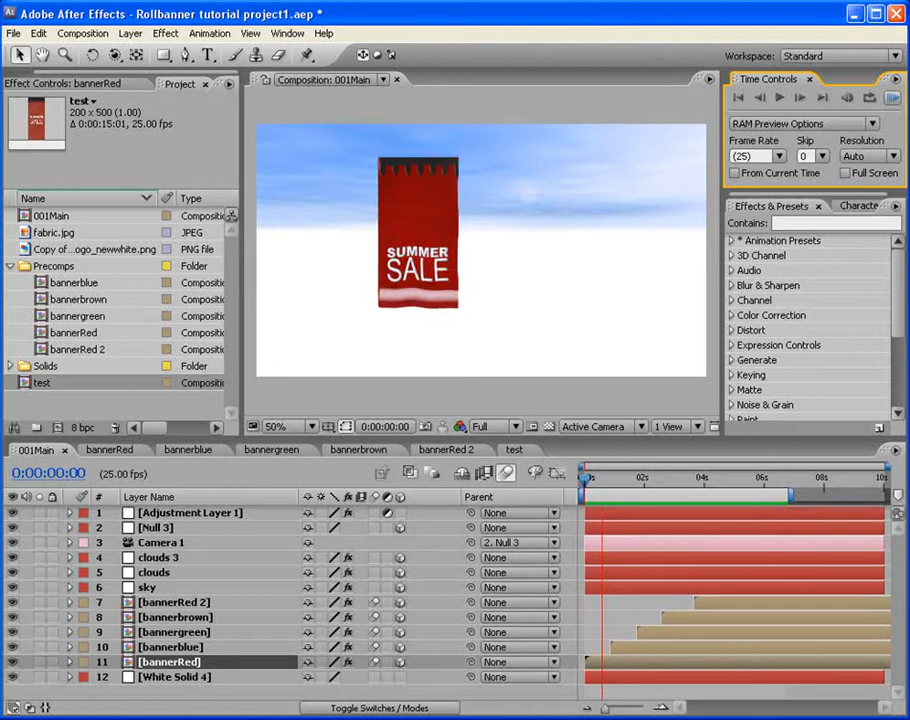 Adobe After Effects - Rollbanner tutorial project1.aep *
File Edit Composition Layer Effect Animation View Window Help
Workspace: Standard
Effect Controls: bannerRed Project
test
200 x 500 (1.00)
Δ 0:00:15:01, 25.00 fps
Name Type
001Main Compositi
fabric.jpg JPEG
Copy of...ogo_newwhite.png PNG file
Precomps Folder
bannerblue Compositi
bannerbrown Compositi
bannergreen Compositi
bannerRed Compositi
bannerRed 2 Compositi
Solids Folder
test Compositi
8 bpc
Composition: 001Main
SUMMER
SALE
50% 0:00:00:00 Full Active Camera 1 View
Time Controls
RAM Preview Options
Frame Rate Skip Resolution
(25) 0 Auto
From Current Time Full Screen
Effects & Presets Characte
Contains:
* Animation Presets
3D Channel
Audio
Blur & Sharpen
Channel
Color Correction
Distort
Expression Controls
Generate
Keying
Matte
Noise & Grain
Paint
001Main bannerRed bannerblue bannergreen bannerbrown bannerRed 2 test
0:00:00:00 (25.00 fps)
02s 04s 06s 08s 10s
# Layer Name Parent
1 [Adjustment Layer 1] None
2 [Null 3] None
3 Camera 1 2. Null 3
4 clouds 3 None
5 clouds None
6 sky None
7 [bannerRed 2] None
8 [bannerbrown] None
9 [bannergreen] None
10 [bannerblue] None
11 [bannerRed] None
12 [White Solid 4] None
Toggle Switches / Modes